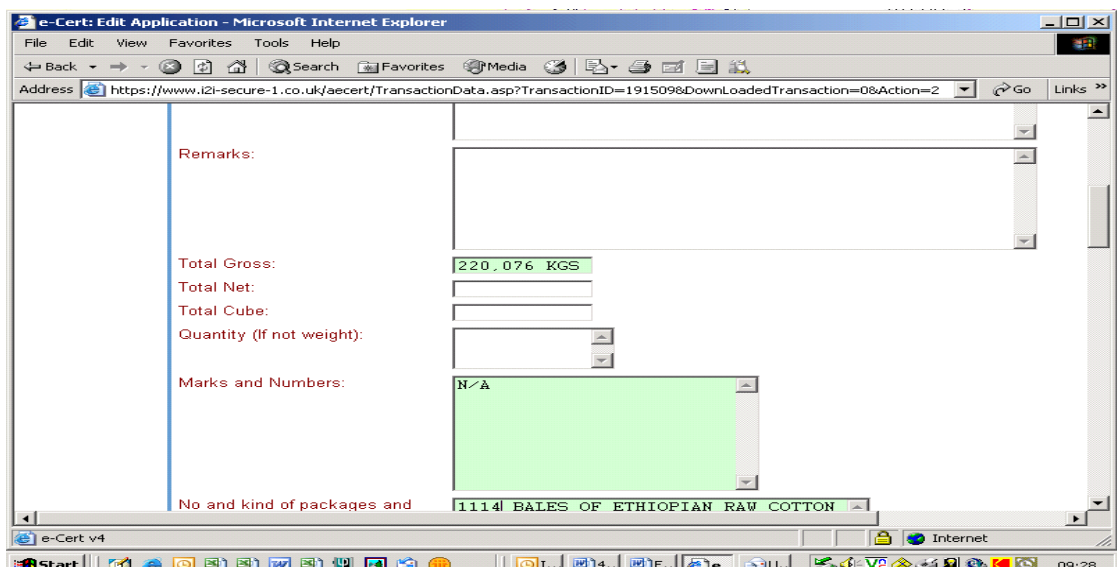 e-Cert: Edit Application - Microsoft Internet Explorer
File Edit View Favorites Tools Help
Back Search Favorites Media
Address https://www.i2i-secure-1.co.uk/aecert/TransactionData.asp?TransactionID=191509&DownLoadedTransaction=0&Action=2 Go Links »
Remarks:
Total Gross: 220,076 KGS
Total Net:
Total Cube:
Quantity (If not weight):
Marks and Numbers: N/A
No and kind of packages and 1114 BALES OF ETHIOPIAN RAW COTTON
e-Cert v4 Internet
Start 09:28